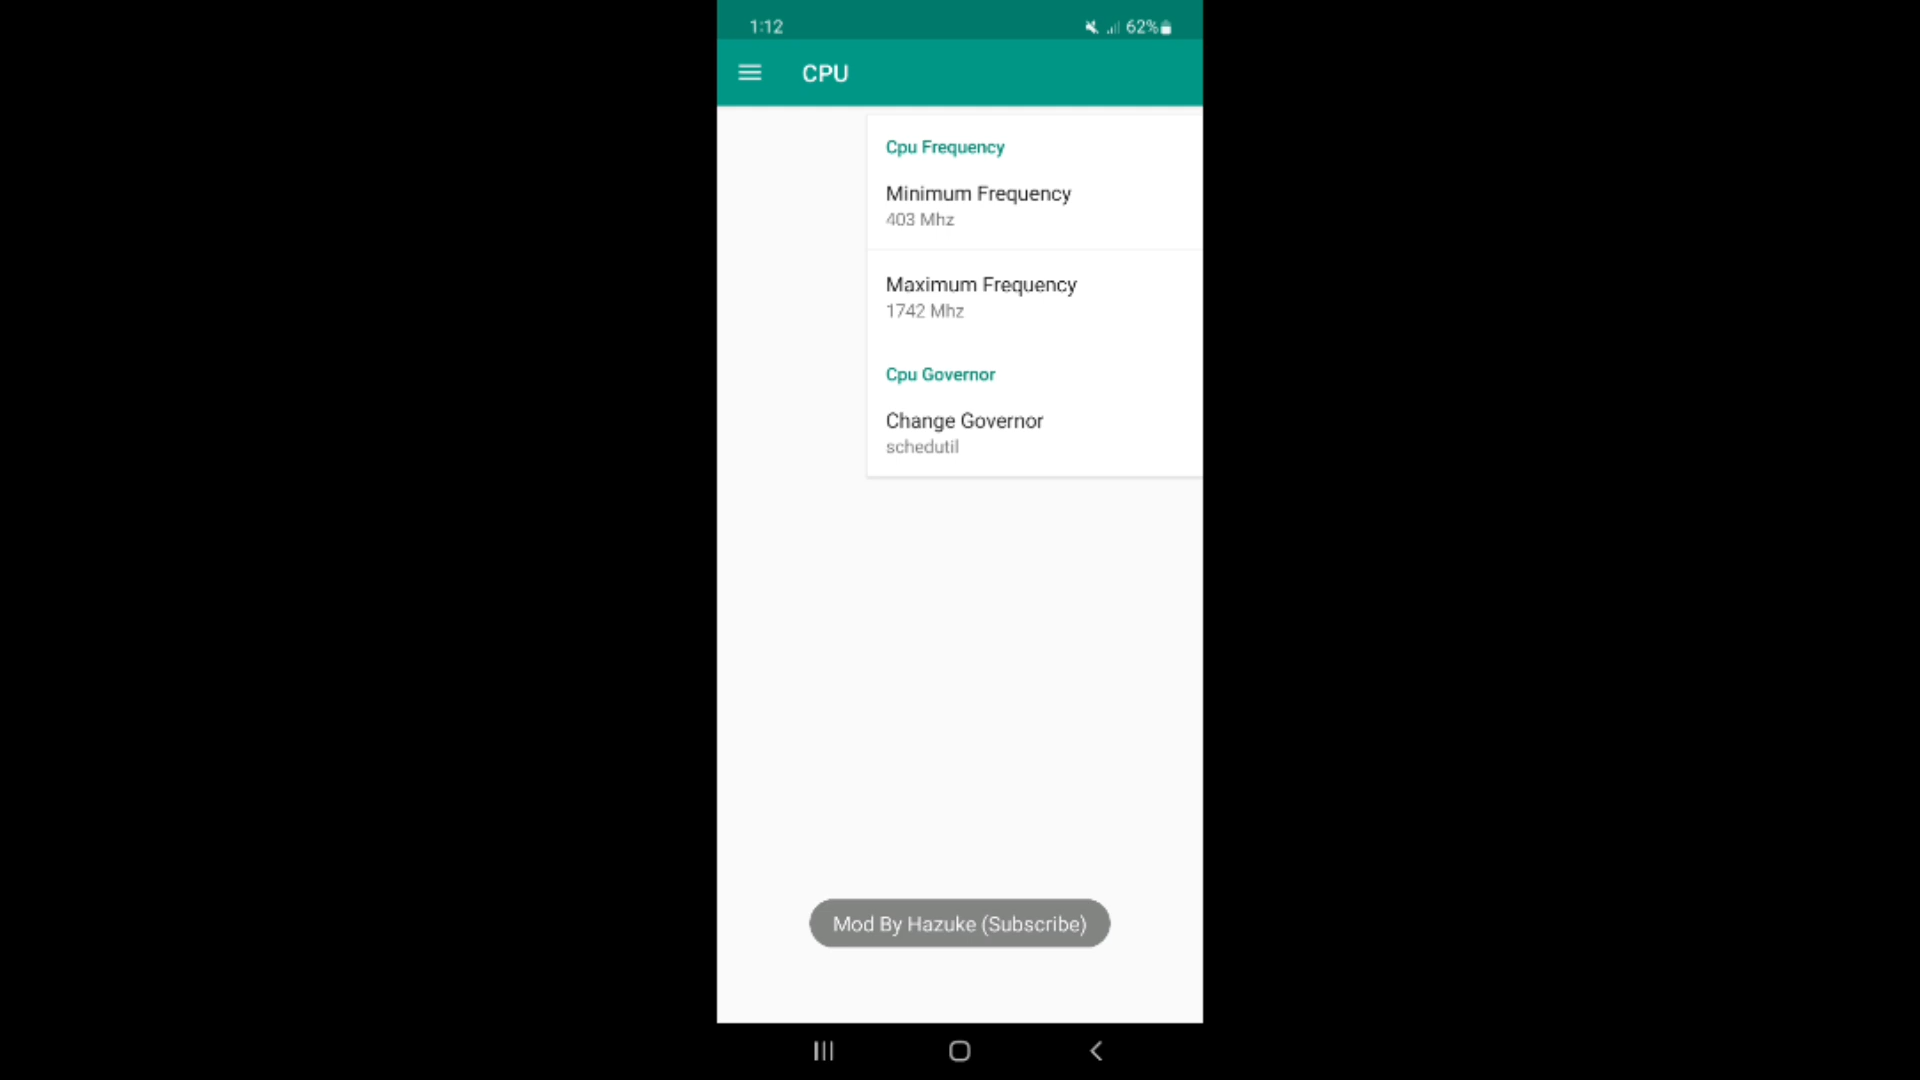 1:12
62%
CPU
Cpu Frequency
Minimum Frequency
403 Mhz
Maximum Frequency
1742 Mhz
Cpu Governor
Change Governor
schedutil
Mod By Hazuke (Subscribe)